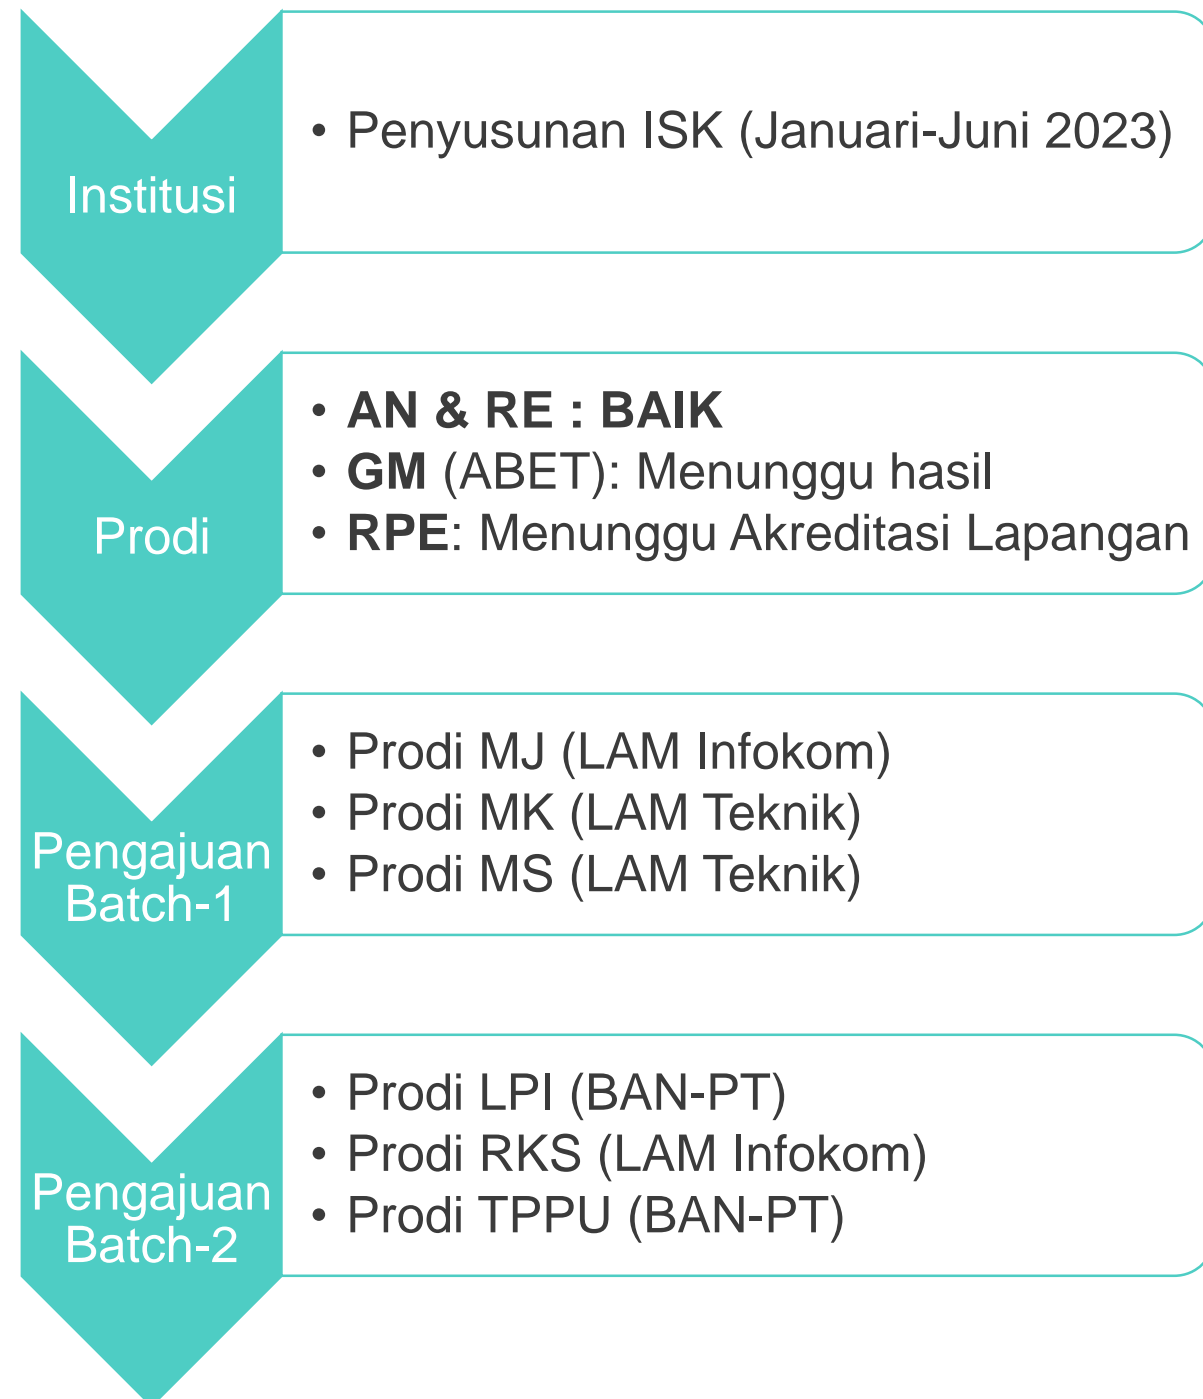 Institusi
• Penyusunan ISK (Januari-Juni 2023)
Prodi
• AN & RE : BAIK
• GM (ABET): Menunggu hasil
• RPE: Menunggu Akreditasi Lapangan
Pengajuan
Batch-1
• Prodi MJ (LAM Infokom)
• Prodi MK (LAM Teknik)
• Prodi MS (LAM Teknik)
Pengajuan
Batch-2
• Prodi LPI (BAN-PT)
• Prodi RKS (LAM Infokom)
• Prodi TPPU (BAN-PT)